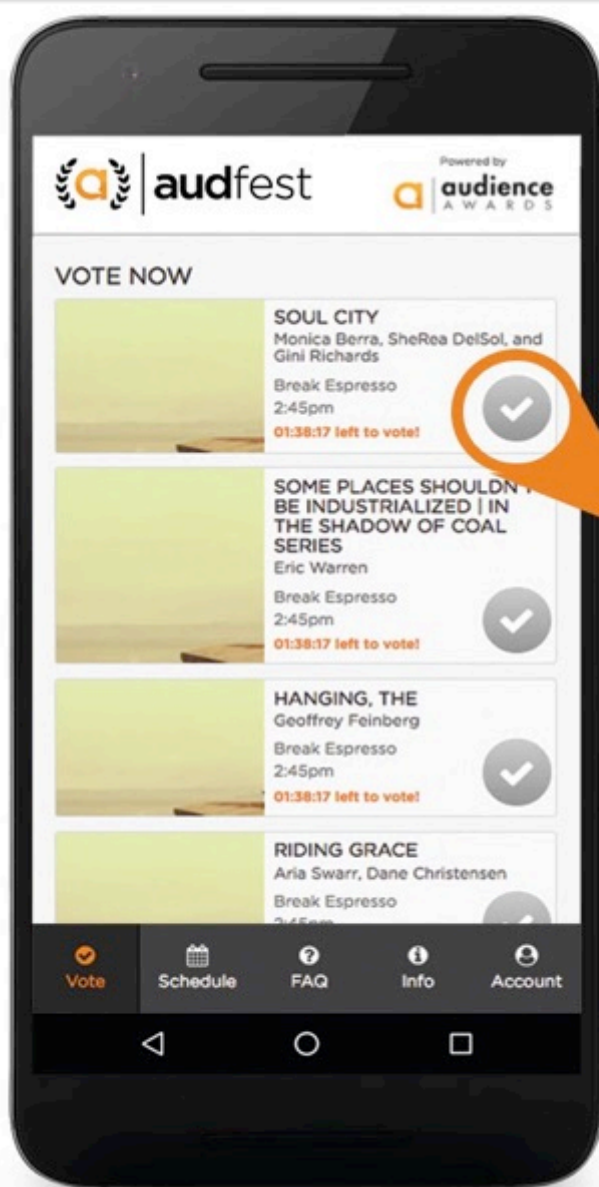 a audfest
Powered by
a audience
AWARDS
VOTE NOW
SOUL CITY
Monica Berra, SheRea DelSol, and
Gini Richards
Break Espresso
2:45pm
01:38:17 left to vote!
SOME PLACES SHOULDN'T
BE INDUSTRIALIZED | IN
THE SHADOW OF COAL
SERIES
Eric Warren
Break Espresso
2:45pm
01:38:17 left to vote!
HANGING, THE
Geoffrey Feinberg
Break Espresso
2:45pm
01:38:17 left to vote!
RIDING GRACE
Aria Swarr, Dane Christensen
Break Espresso
2:45pm
Vote Schedule FAQ Info Account